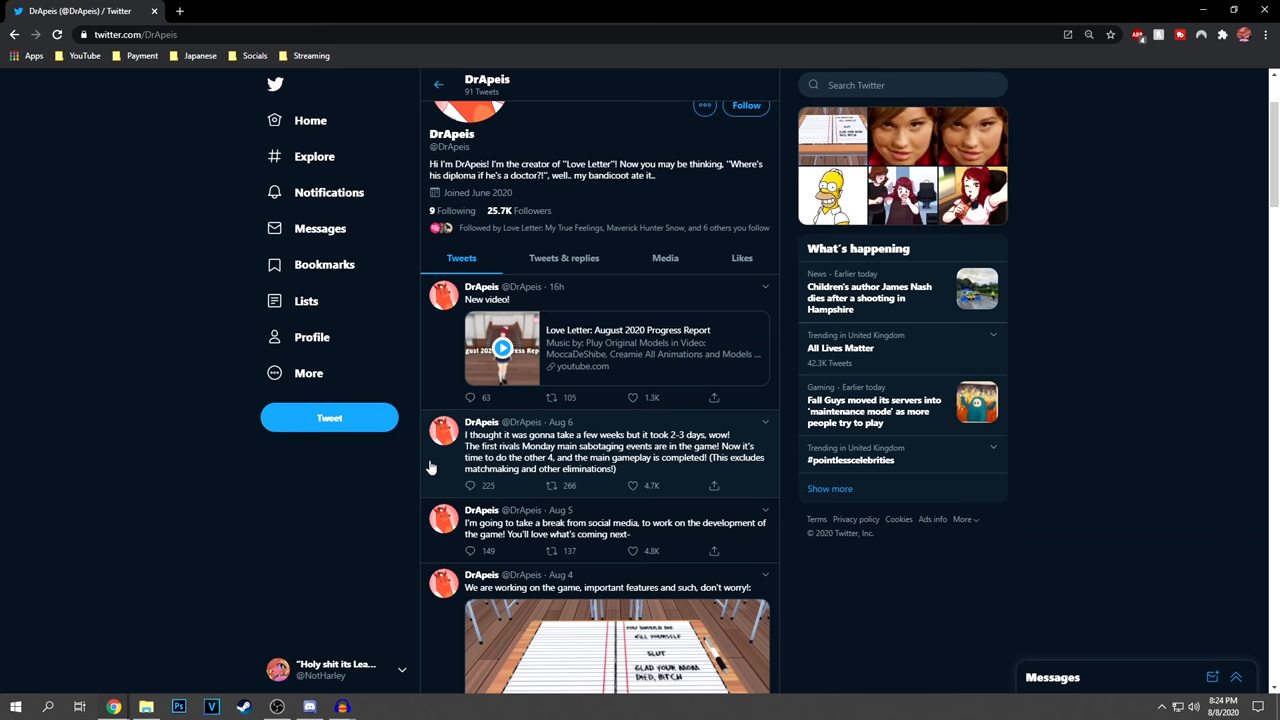 DrApeis (@DrApeis) / Twitter
twitter.com/DrApeis
Apps
YouTube
Payment
Japanese
Socials
Streaming
Home
Explore
Notifications
Messages
Bookmarks
Lists
Profile
More
Tweet
"Holy shit its Lea...
@NotHarley
DrApeis
91 Tweets
Follow
DrApeis
@DrApeis
Hi I'm DrApeis! I'm the creator of "Love Letter"! Now you may be thinking, "Where's
his diploma if he's a doctor?!", well.. my bandicoot ate it..
Joined June 2020
9 Following 25.7K Followers
Followed by Love Letter: My True Feelings, Maverick Hunter Snow, and 6 others you follow
Tweets
Tweets & replies
Media
Likes
DrApeis @DrApeis · 16h
New video!
Love Letter: August 2020 Progress Report
Music by: Pluy Original Models in Video:
MoccaDeShibe, Creamie All Animations and Models ...
youtube.com
63 105 1.3K
DrApeis @DrApeis · Aug 6
I thought it was gonna take a few weeks but it took 2-3 days, wow!
The first rivals Monday main sabotaging events are in the game! Now it's
time to do the other 4, and the main gameplay is completed! (This excludes
matchmaking and other eliminations!)
225 266 4.7K
DrApeis @DrApeis · Aug 5
I'm going to take a break from social media, to work on the development of
the game! You'll love what's coming next-
149 137 4.8K
DrApeis @DrApeis · Aug 4
We are working on the game, important features and such, don't worry!:
YOU SHOULD DIE
KILL YOURSELF
SLUT
GLAD YOUR MOM
DIED, BITCH
Search Twitter
What's happening
News · Earlier today
Children's author James Nash
dies after a shooting in
Hampshire
Trending in United Kingdom
All Lives Matter
42.3K Tweets
Gaming · Earlier today
Fall Guys moved its servers into
'maintenance mode' as more
people try to play
Trending in United Kingdom
#pointlesscelebrities
Show more
Terms Privacy policy Cookies Ads info More
© 2020 Twitter, Inc.
Messages
8:24 PM
8/8/2020